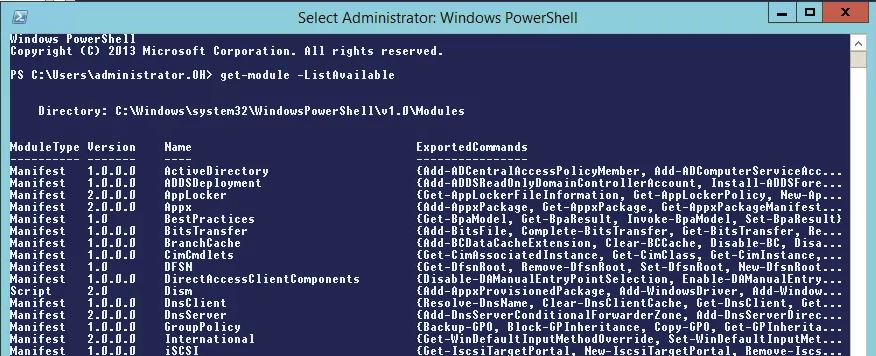 Select Administrator: Windows PowerShell
Windows PowerShell
Copyright (C) 2013 Microsoft Corporation. All rights reserved.
PS C:\Users\administrator.OH> get-module -ListAvailable
Directory: C:\Windows\system32\WindowsPowerShell\v1.0\Modules
ModuleType Version Name ExportedCommands
---------- ------- ---- ----------------
Manifest 1.0.0.0 ActiveDirectory {Add-ADCentralAccessPolicyMember, Add-ADComputerServiceAcc...
Manifest 1.0.0.0 ADDSDeployment {Add-ADDSReadOnlyDomainControllerAccount, Install-ADDSFore...
Manifest 2.0.0.0 AppLocker {Get-AppLockerFileInformation, Get-AppLockerPolicy, New-Ap...
Manifest 2.0.0.0 Appx {Add-AppxPackage, Get-AppxPackage, Get-AppxPackageManifest...
Manifest 1.0 BestPractices {Get-BpaModel, Get-BpaResult, Invoke-BpaModel, Set-BpaResult}
Manifest 1.0.0.0 BitsTransfer {Add-BitsFile, Complete-BitsTransfer, Get-BitsTransfer, Re...
Manifest 1.0.0.0 BranchCache {Add-BCDataCacheExtension, Clear-BCCache, Disable-BC, Disa...
Manifest 1.0.0.0 CimCmdlets {Get-CimAssociatedInstance, Get-CimClass, Get-CimInstance,...
Manifest 1.0 DFSN {Get-DfsnRoot, Remove-DfsnRoot, Set-DfsnRoot, New-DfsnRoot...
Manifest 1.0.0.0 DirectAccessClientComponents {Disable-DAManualEntryPointSelection, Enable-DAManualEntry...
Script 2.0 Dism {Add-AppxProvisionedPackage, Add-WindowsDriver, Add-Window...
Manifest 1.0.0.0 DnsClient {Resolve-DnsName, Clear-DnsClientCache, Get-DnsClient, Get...
Manifest 2.0.0.0 DnsServer {Add-DnsServerConditionalForwarderZone, Add-DnsServerDirec...
Manifest 1.0.0.0 GroupPolicy {Backup-GPO, Block-GPInheritance, Copy-GPO, Get-GPInherita...
Manifest 2.0.0.0 International {Get-WinDefaultInputMethodOverride, Set-WinDefaultInputMet...
Manifest 1.0.0.0 iSCSI {Get-IscsiTargetPortal, New-IscsiTargetPortal, Remove-Iscs...